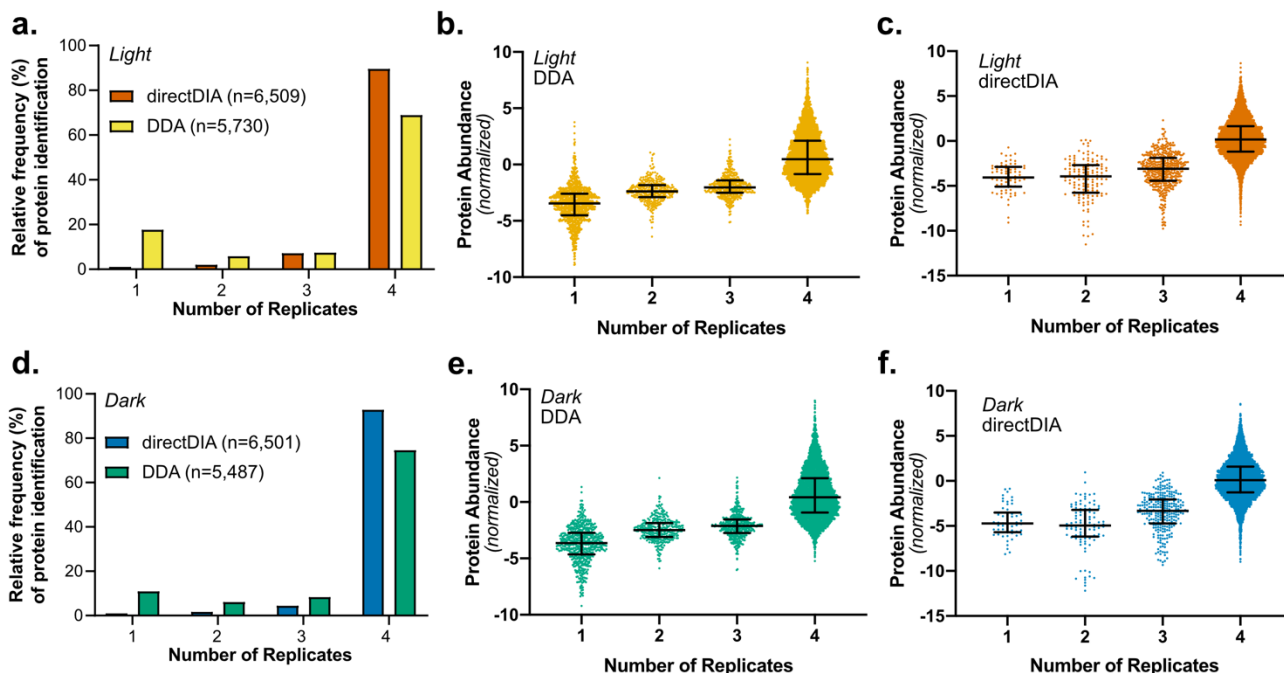 a.
Relative frequency (%)
of protein identification
100
80
60
40
20
0
Light
directDIA (n=6,509)
DDA (n=5,730)
1 2 3 4
Number of Replicates
b.
Protein Abundance
(normalized)
10
5
0
-5
-10
Light
DDA
1 2 3 4
Number of Replicates
c.
Protein Abundance
(normalized)
10
5
0
-5
-10
-15
Light
directDIA
1 2 3 4
Number of Replicates
d.
Relative frequency (%)
of protein identification
100
80
60
40
20
0
Dark
directDIA (n=6,501)
DDA (n=5,487)
1 2 3 4
Number of Replicates
e.
Protein Abundance
(normalized)
10
5
0
-5
-10
Dark
DDA
1 2 3 4
Number of Replicates
f.
Protein Abundance
(normalized)
10
5
0
-5
-10
-15
Dark
directDIA
1 2 3 4
Number of Replicates